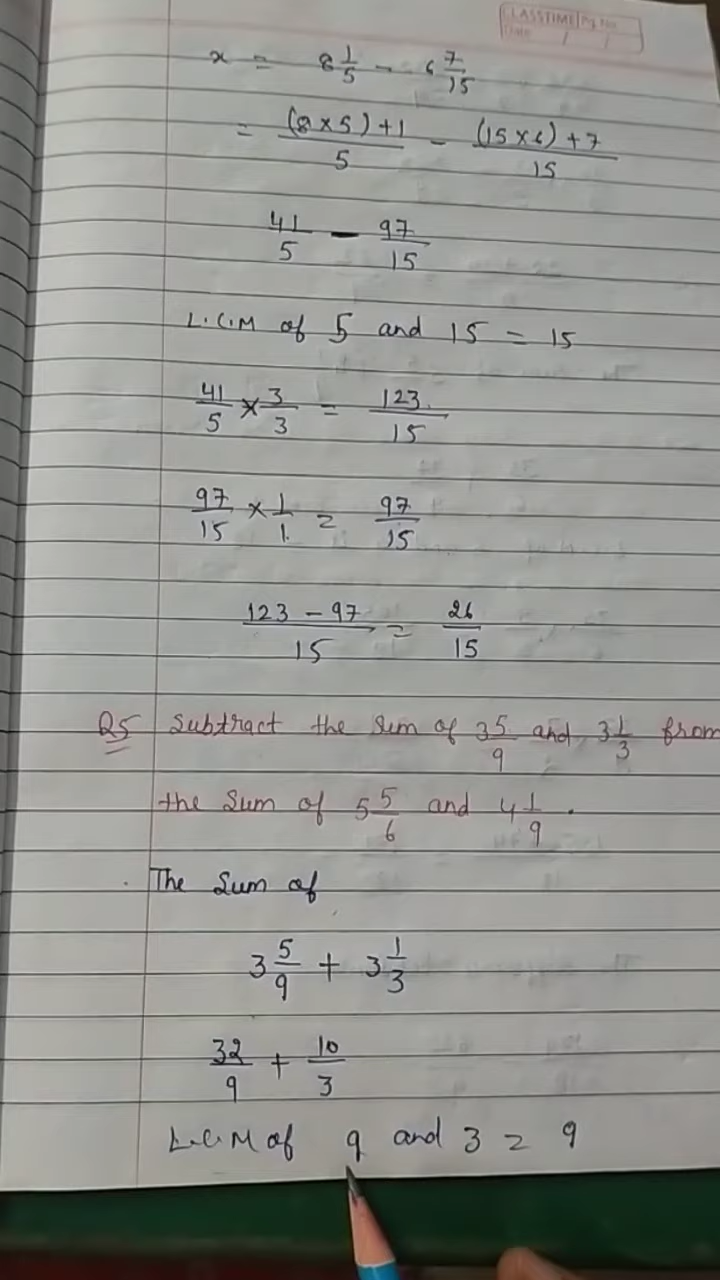 CLASSTIME Pg. No.
Date / /
x = 8 1/5 - 6 7/15
= (8×5)+1/5 - (15×6)+7/15
41/5 - 97/15
L.C.M of 5 and 15 = 15
41/5 × 3/3 = 123/15
97/15 × 1/1 = 97/15
123-97/15 = 26/15
Q5 Subtract the sum of 3 5/9 and 3 1/3 from
the Sum of 5 5/6 and 4 1/9.
The Sum of
3 5/9 + 3 1/3
32/9 + 10/3
L.C.M of 9 and 3 = 9